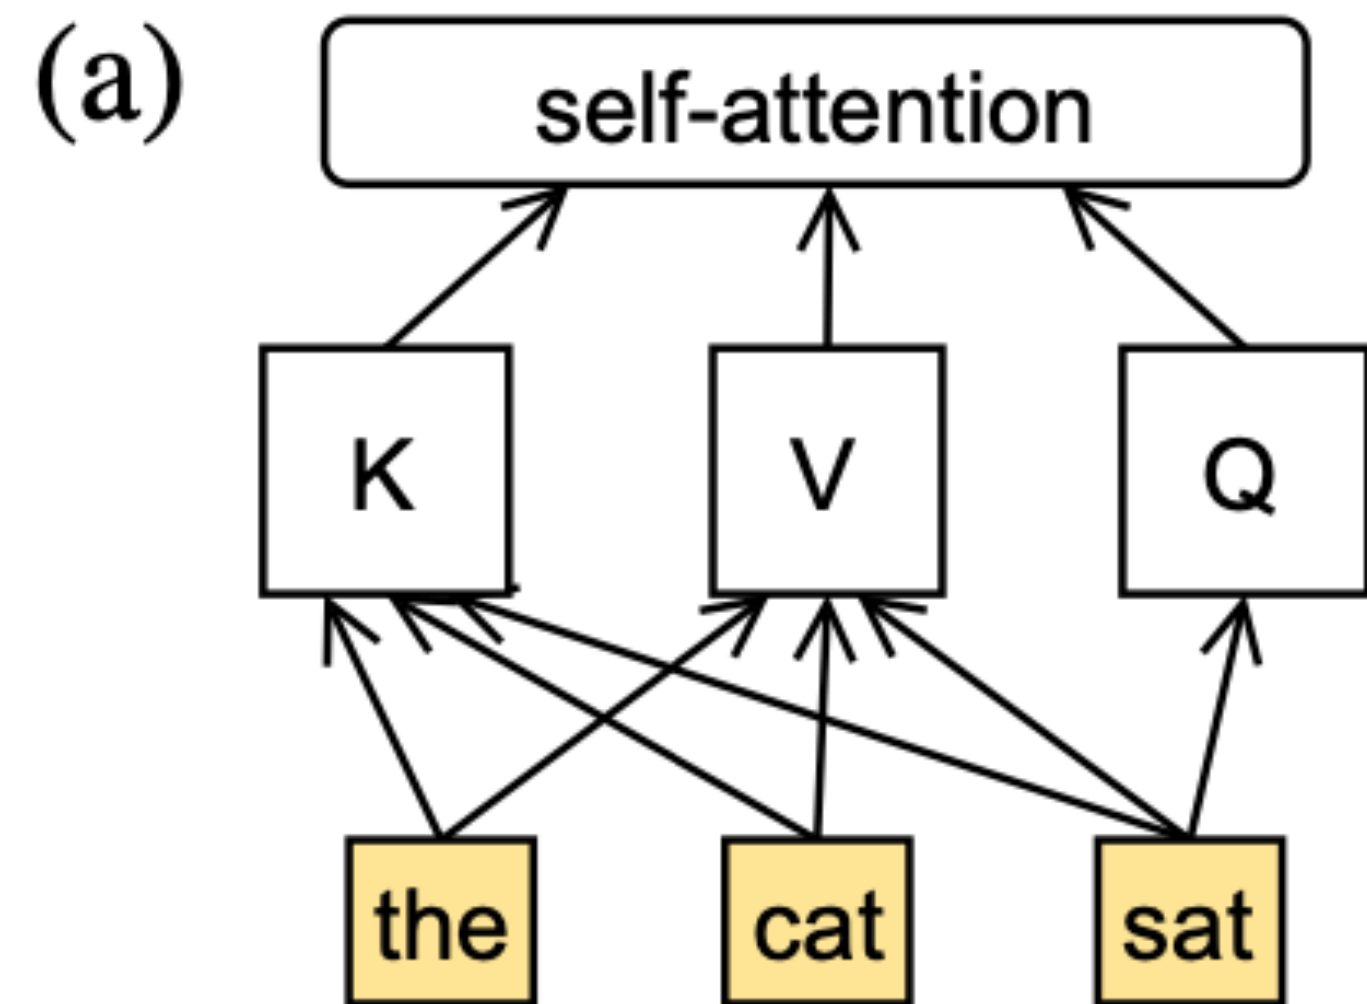 (a)
self-attention
K V Q
the cat sat